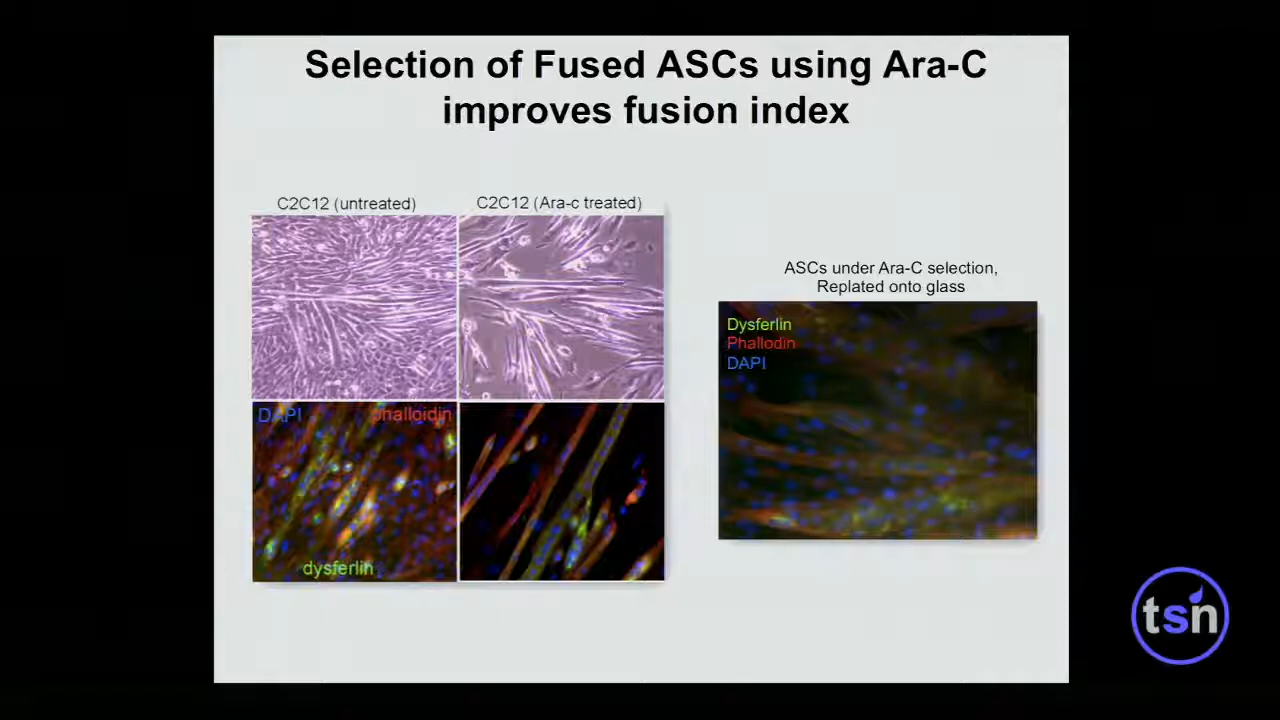 Selection of Fused ASCs using Ara-C
improves fusion index
C2C12 (untreated)
C2C12 (Ara-c treated)
DAPI
phalloidin
dysferlin
ASCs under Ara-C selection,
Replated onto glass
Dysferlin
Phallodin
DAPI
tsn